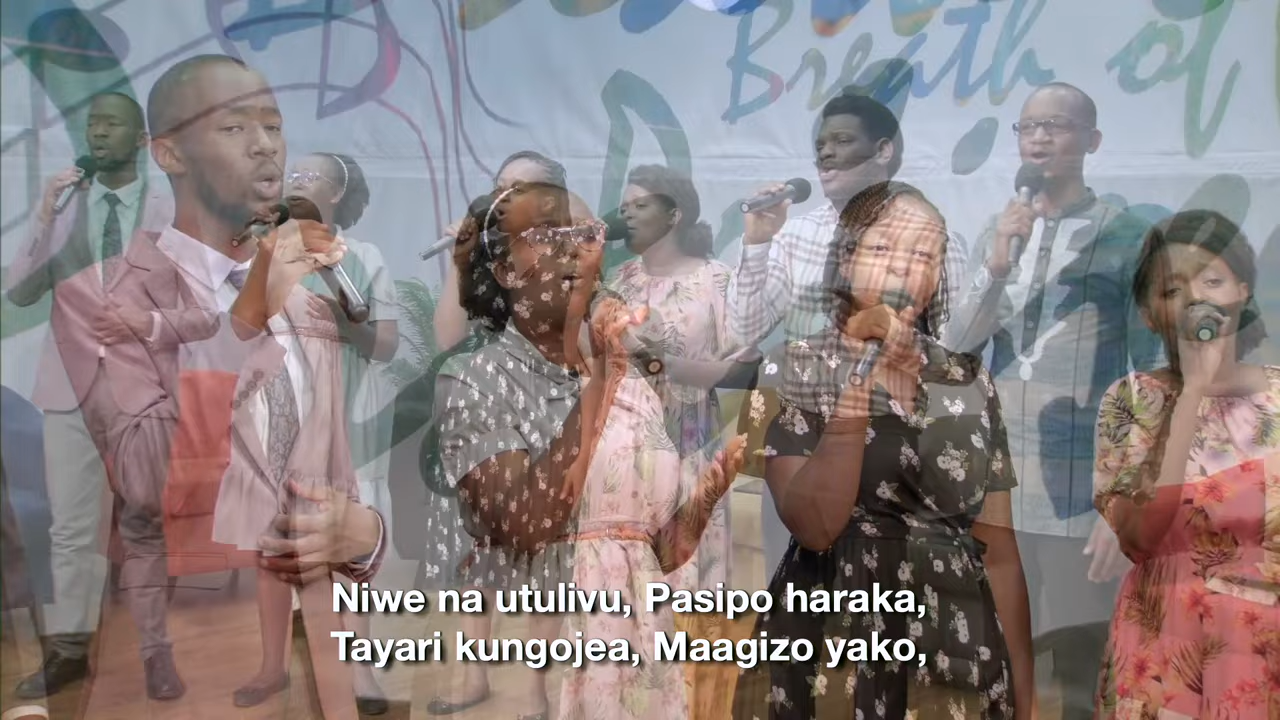 Breath of
Niwe na utulivu, Pasipo haraka,
Tayari kungojea, Maagizo yako,